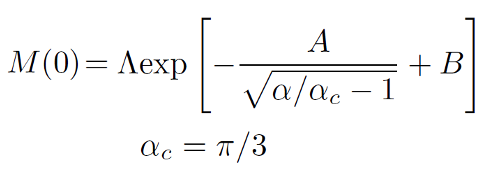 M(0) = Λexp[-A/√(α/α_c - 1) + B]
α_c = π/3